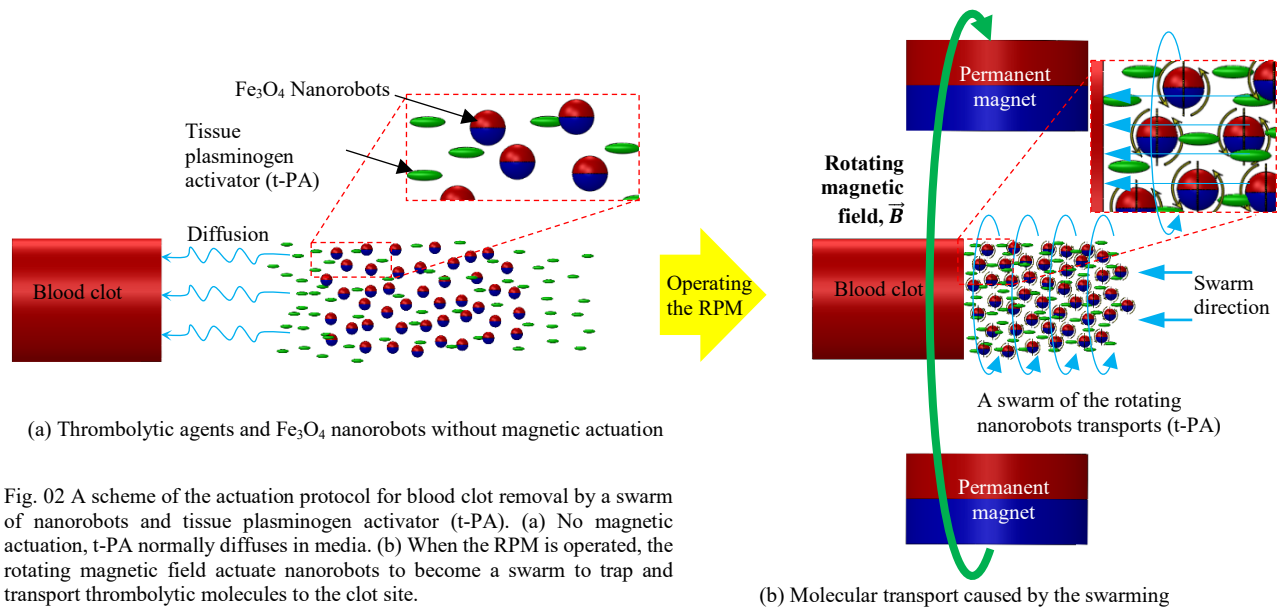 Fe₃O₄ Nanorobots
Tissue
plasminogen
activator (t-PA)
Diffusion
Blood clot
(a) Thrombolytic agents and Fe₃O₄ nanorobots without magnetic actuation
Operating
the RPM
Permanent
magnet
Rotating
magnetic
field, B⃗
Blood clot
Swarm
direction
A swarm of the rotating
nanorobots transports (t-PA)
Permanent
magnet
(b) Molecular transport caused by the swarming
Fig. 02 A scheme of the actuation protocol for blood clot removal by a swarm
of nanorobots and tissue plasminogen activator (t-PA). (a) No magnetic
actuation, t-PA normally diffuses in media. (b) When the RPM is operated, the
rotating magnetic field actuate nanorobots to become a swarm to trap and
transport thrombolytic molecules to the clot site.